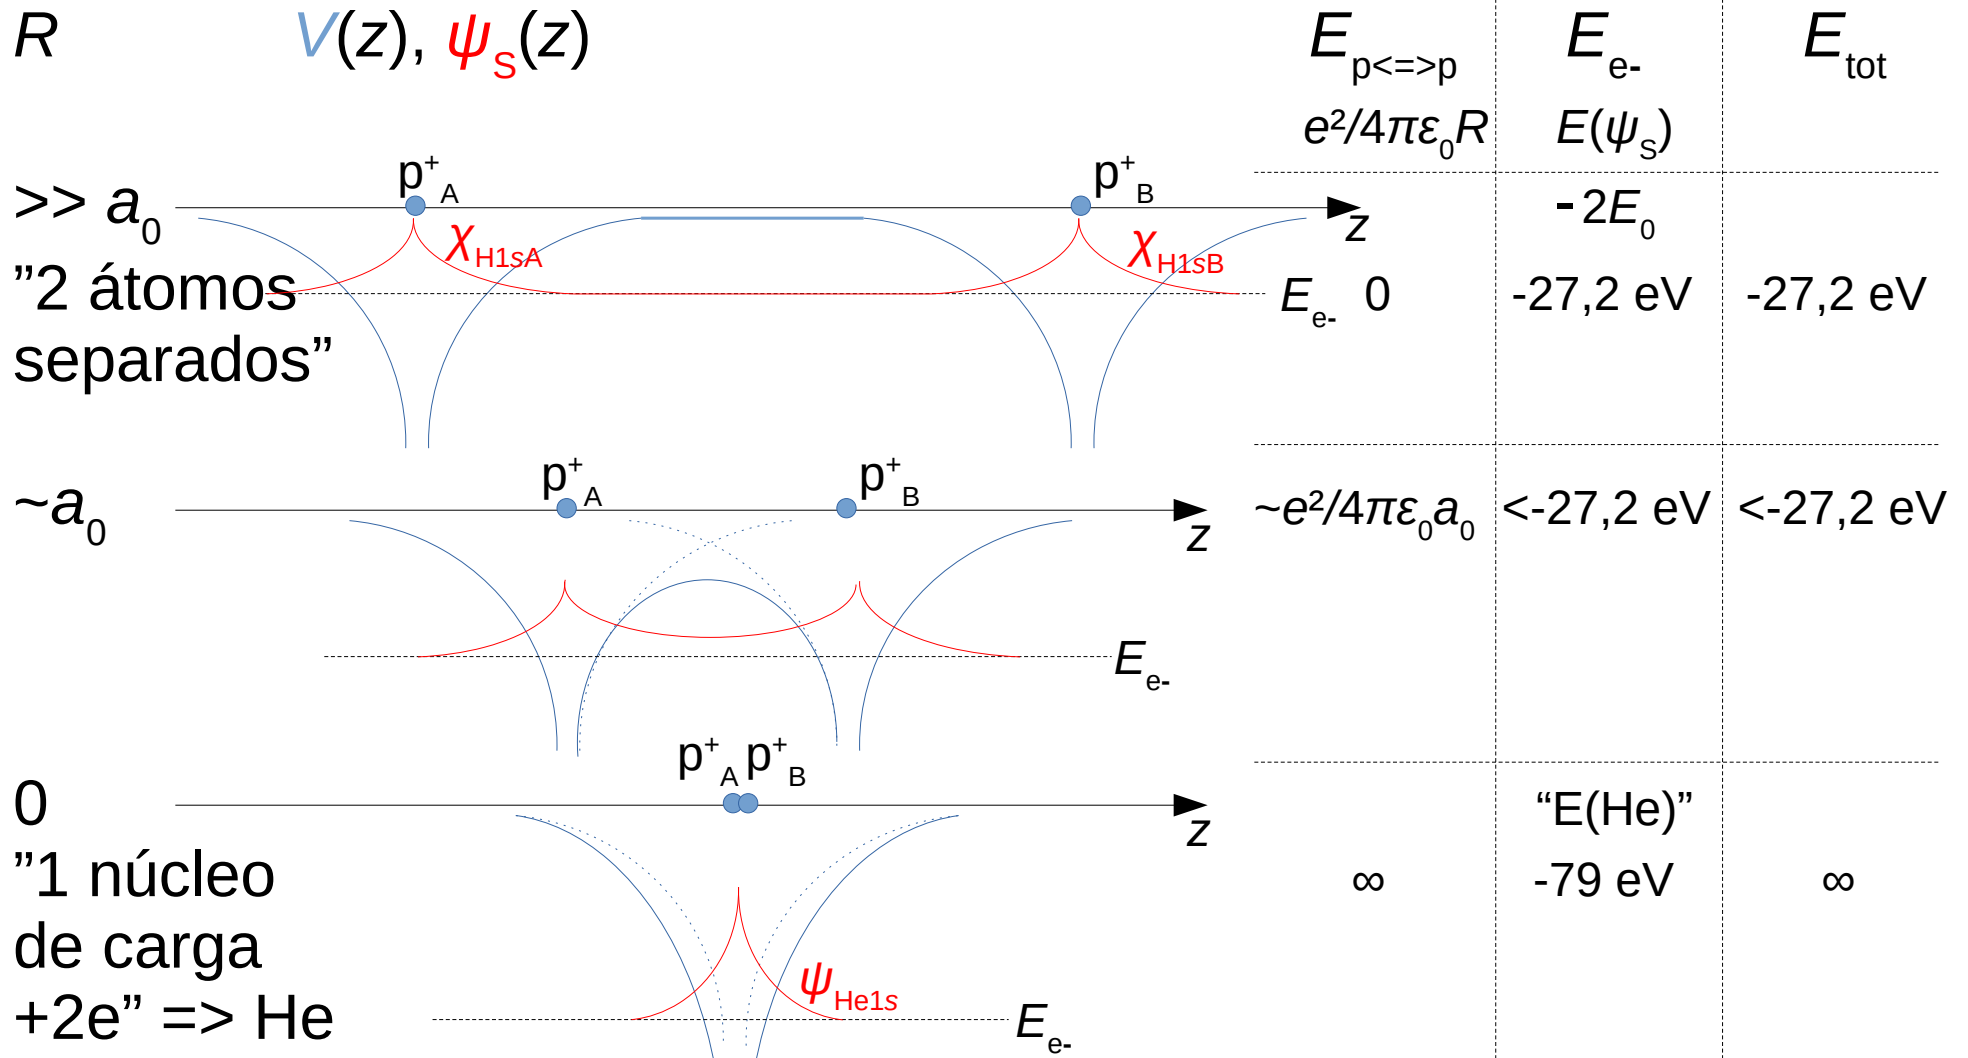 R V(z), ψS(z) Ep<=>p Ee- Etot
e²/4πε0R E(ψS)
p+A p+B
>> a0 z - 2E0
χH1sA χH1sB
”2 átomos Ee- 0 -27,2 eV -27,2 eV
separados”
p+A p+B
~a0 z ~e²/4πε0a0 <-27,2 eV <-27,2 eV
Ee-
p+A p+B
0 z “E(He)”
”1 núcleo ∞ -79 eV ∞
de carga
ψHe1s
+2e” => He Ee-